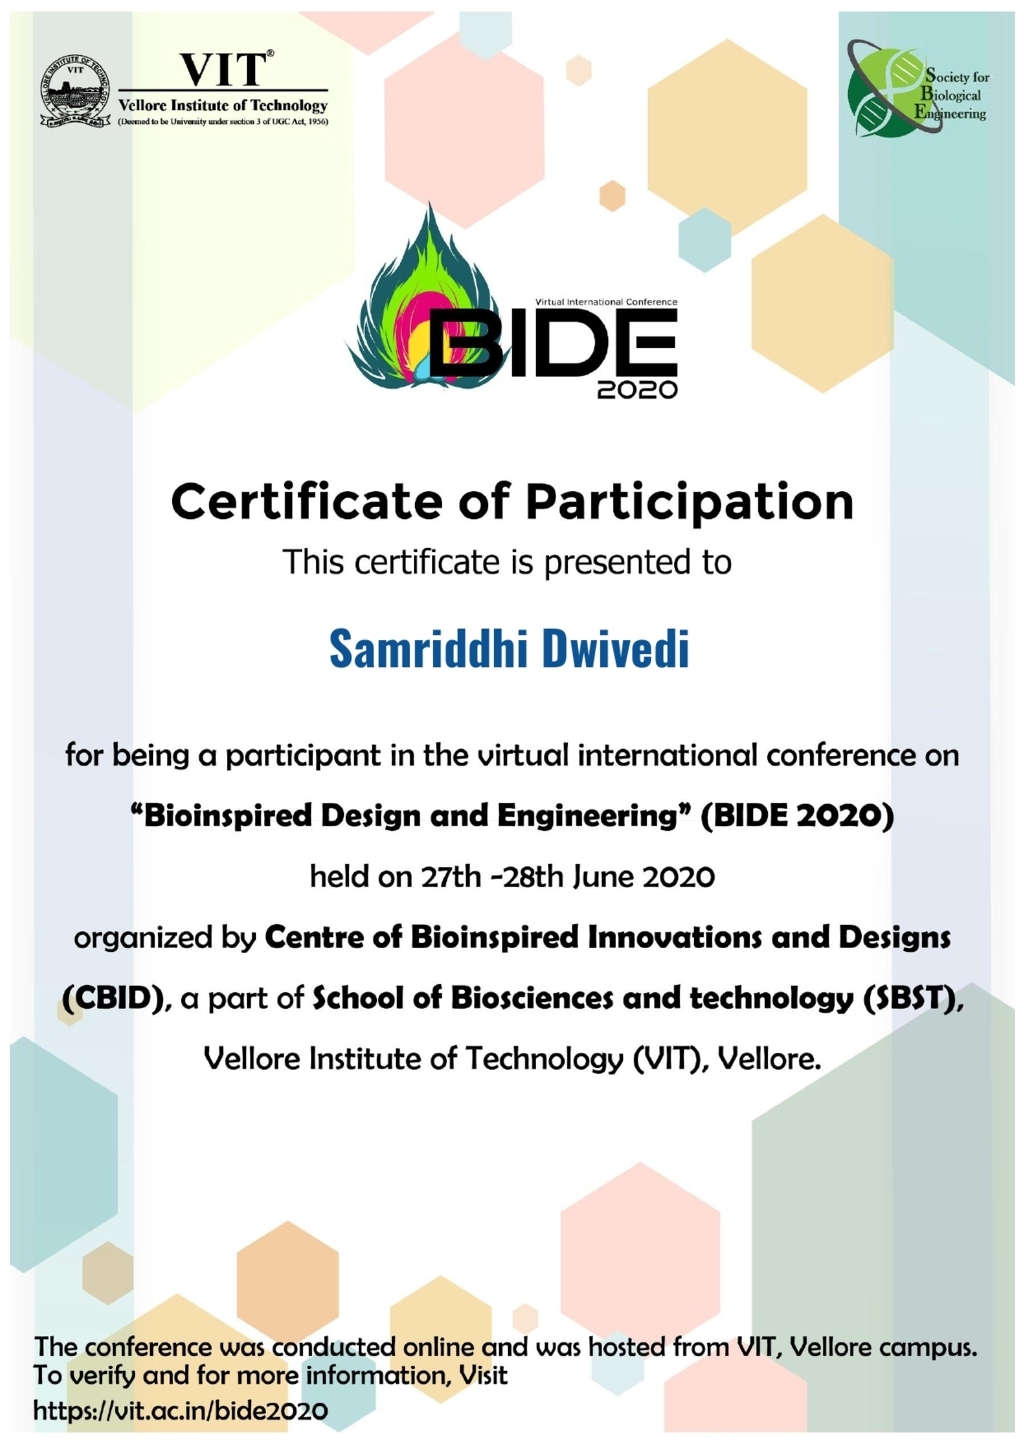 VIT®
Vellore Institute of Technology
(Deemed to be University under section 3 of UGC Act, 1956)
VELLORE INSTITUTE OF TECHNOLOGY
VIT
Society for
Biological
Engineering
Virtual International Conference
BIDE
2020
Certificate of Participation
This certificate is presented to
Samriddhi Dwivedi
for being a participant in the virtual international conference on
“Bioinspired Design and Engineering” (BIDE 2020)
held on 27th -28th June 2020
organized by Centre of Bioinspired Innovations and Designs
(CBID), a part of School of Biosciences and technology (SBST),
Vellore Institute of Technology (VIT), Vellore.
The conference was conducted online and was hosted from VIT, Vellore campus.
To verify and for more information, Visit
https://vit.ac.in/bide2020